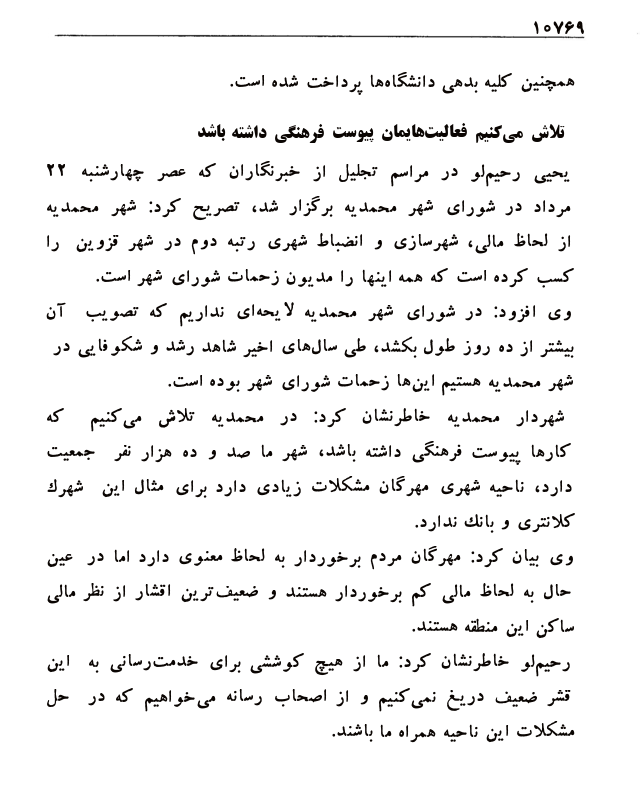 ۱۰۷۶۹
همچنین کلیه بدهی دانشگاه‌ها پرداخت شده است.
تلاش می‌کنیم فعالیت‌هایمان پیوست فرهنگی داشته باشد
یحیی رحیم‌لو در مراسم تجلیل از خبرنگاران که عصر چهارشنبه ۲۲
مرداد در شورای شهر محمدیه برگزار شد، تصریح کرد: شهر محمدیه
از لحاظ مالی، شهرسازی و انضباط شهری رتبه دوم در شهر قزوین را
کسب کرده است که همه اینها را مدیون زحمات شورای شهر است.
وی افزود: در شورای شهر محمدیه لایحه‌ای نداریم که تصویب آن
بیشتر از ده روز طول بکشد، طی سال‌های اخیر شاهد رشد و شکوفایی در
شهر محمدیه هستیم این‌ها زحمات شورای شهر بوده است.
شهردار محمدیه خاطرنشان کرد: در محمدیه تلاش می‌کنیم که
کارها پیوست فرهنگی داشته باشد، شهر ما صد و ده هزار نفر جمعیت
دارد، ناحیه شهری مهرگان مشکلات زیادی دارد برای مثال این شهرك
کلانتری و بانك ندارد.
وی بیان کرد: مهرگان مردم برخوردار به لحاظ معنوی دارد اما در عین
حال به لحاظ مالی کم برخوردار هستند و ضعیف‌ترین اقشار از نظر مالی
ساکن این منطقه هستند.
رحیم‌لو خاطرنشان کرد: ما از هیچ کوششی برای خدمت‌رسانی به این
قشر ضعیف دریغ نمی‌کنیم و از اصحاب رسانه می‌خواهیم که در حل
مشکلات این ناحیه همراه ما باشند.